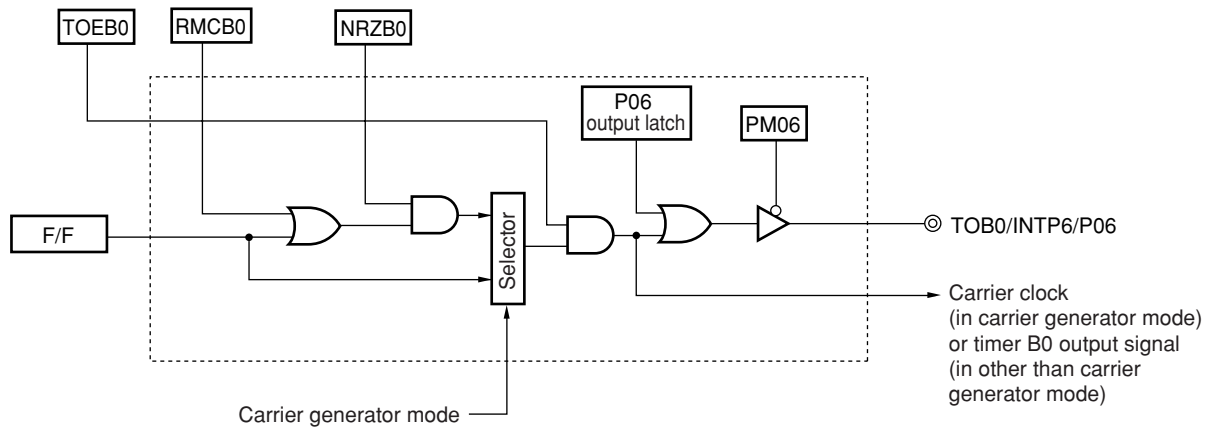 TOEB0
RMCB0
NRZB0
P06
output latch
PM06
F/F
Selector
TOB0/INTP6/P06
Carrier clock
(in carrier generator mode)
or timer B0 output signal
(in other than carrier
generator mode)
Carrier generator mode